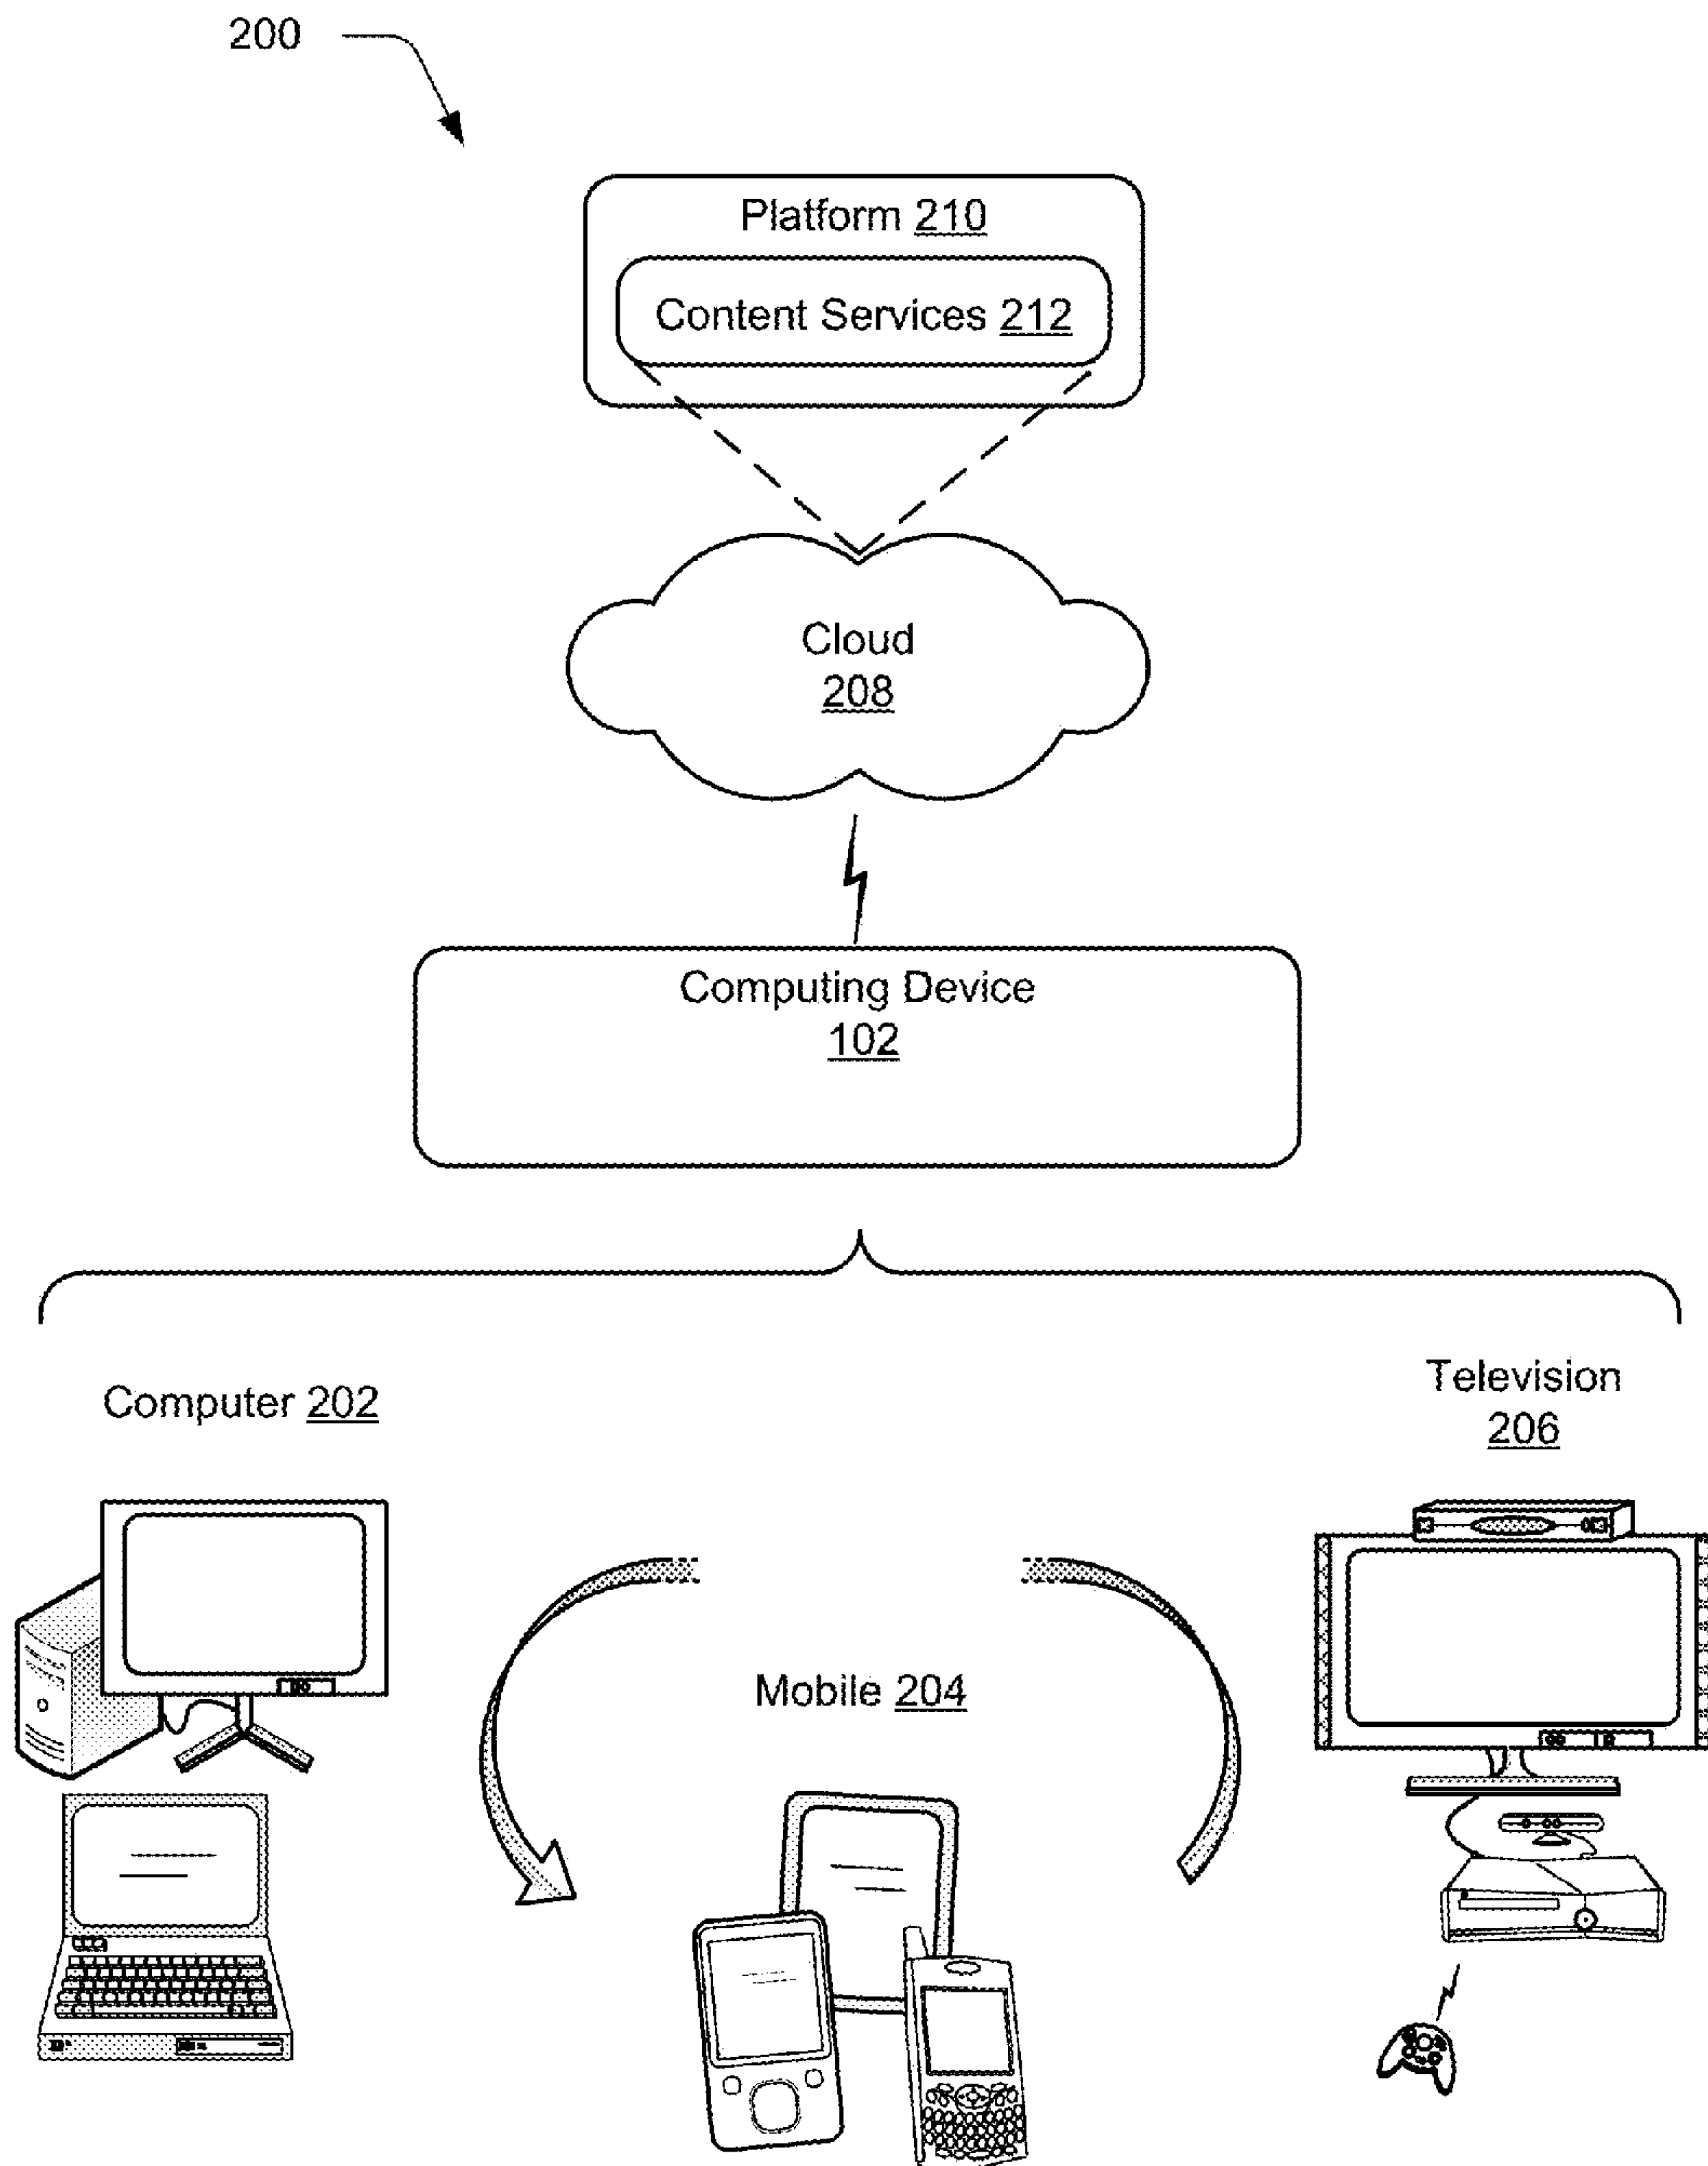 200
Platform 210
Content Services 212
Cloud
208
Computing Device
102
Computer 202
Television
206
Mobile 204